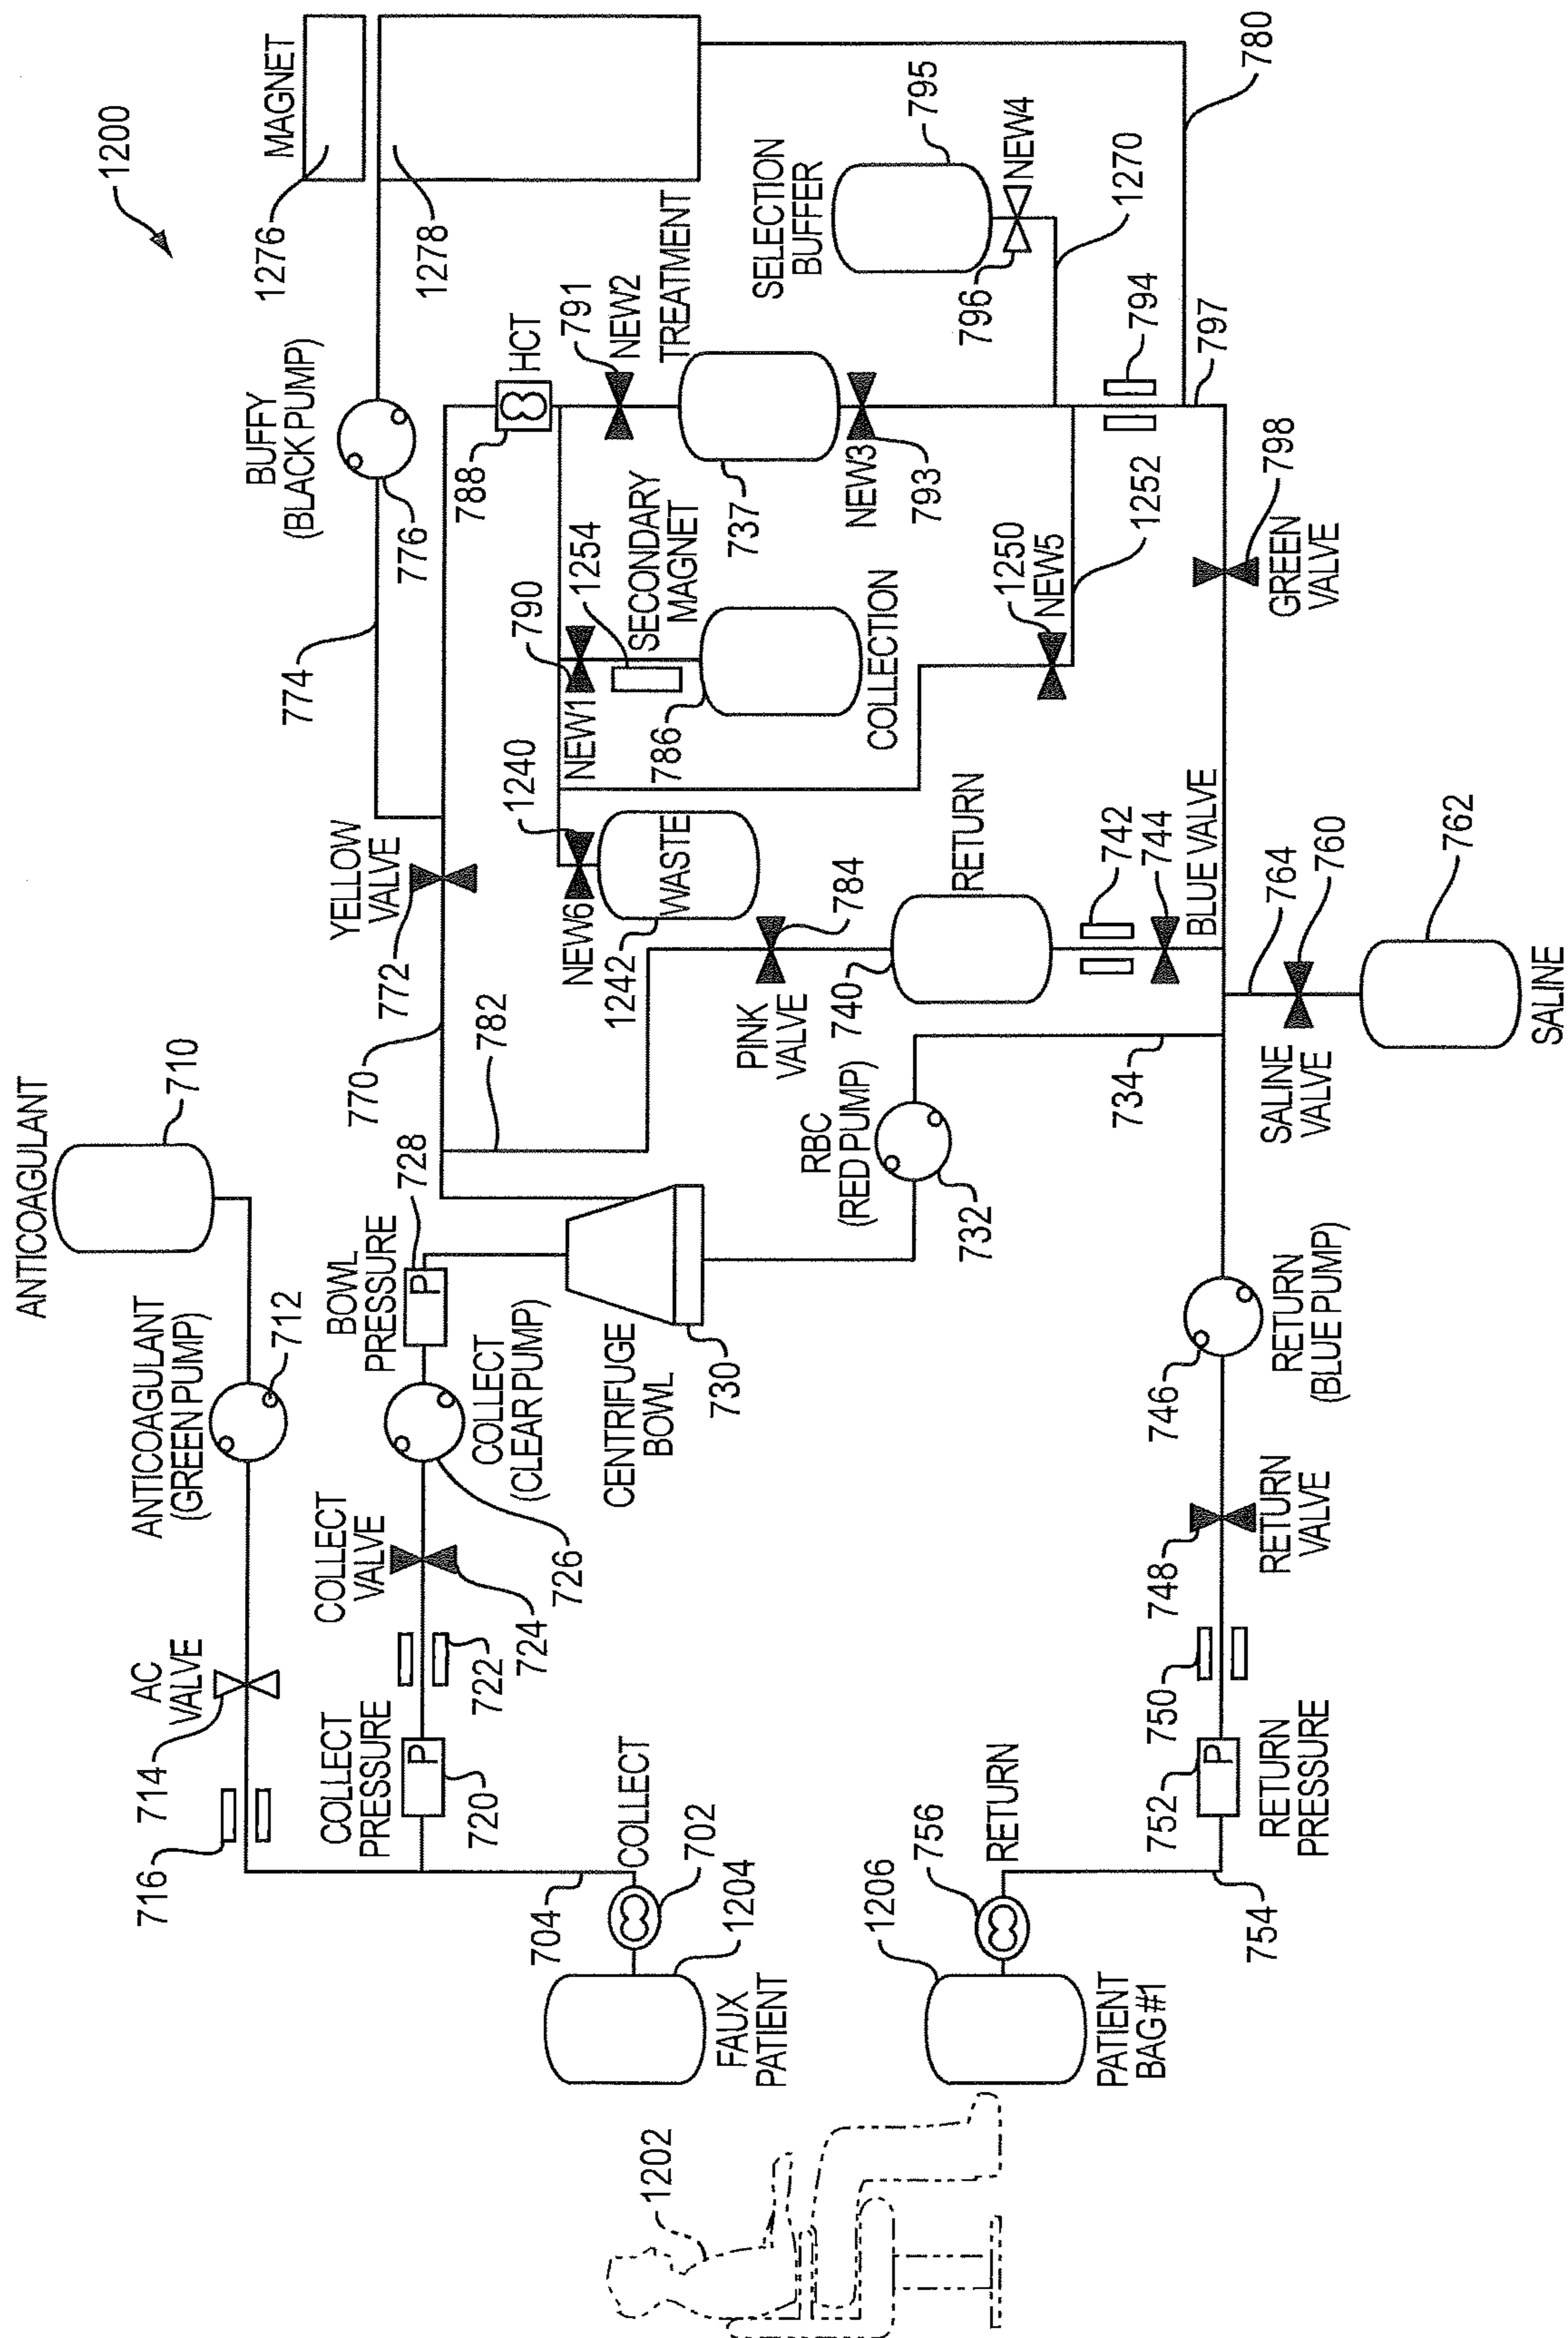 1200
MAGNET
1276
1278
BUFFY
(BLACK PUMP)
776
774
780
SELECTION
BUFFER
795
NEW4
796
1270
794
797
HCT
788
791
NEW2
TREATMENT
737
NEW3
793
790
1254
SECONDARY
MAGNET
NEW1
786
COLLECTION
1250
NEW5
1252
798
GREEN
VALVE
YELLOW
VALVE
772
770
1240
NEW6
WASTE
1242
782
784
PINK
VALVE
RETURN
740
742
744
BLUE VALVE
764
760
762
SALINE
VALVE
SALINE
734
RBC
(RED PUMP)
732
ANTICOAGULANT
710
ANTICOAGULANT
(GREEN PUMP)
712
AC
VALVE
714
716
BOWL
PRESSURE
728
P
CENTRIFUGE
BOWL
730
COLLECT
(CLEAR PUMP)
726
COLLECT
VALVE
724
722
COLLECT
PRESSURE
P
720
704
COLLECT
702
1204
FAUX
PATIENT
RETURN
(BLUE PUMP)
746
RETURN
VALVE
748
750
RETURN
PRESSURE
P
752
754
RETURN
756
1206
PATIENT
BAG #1
1202